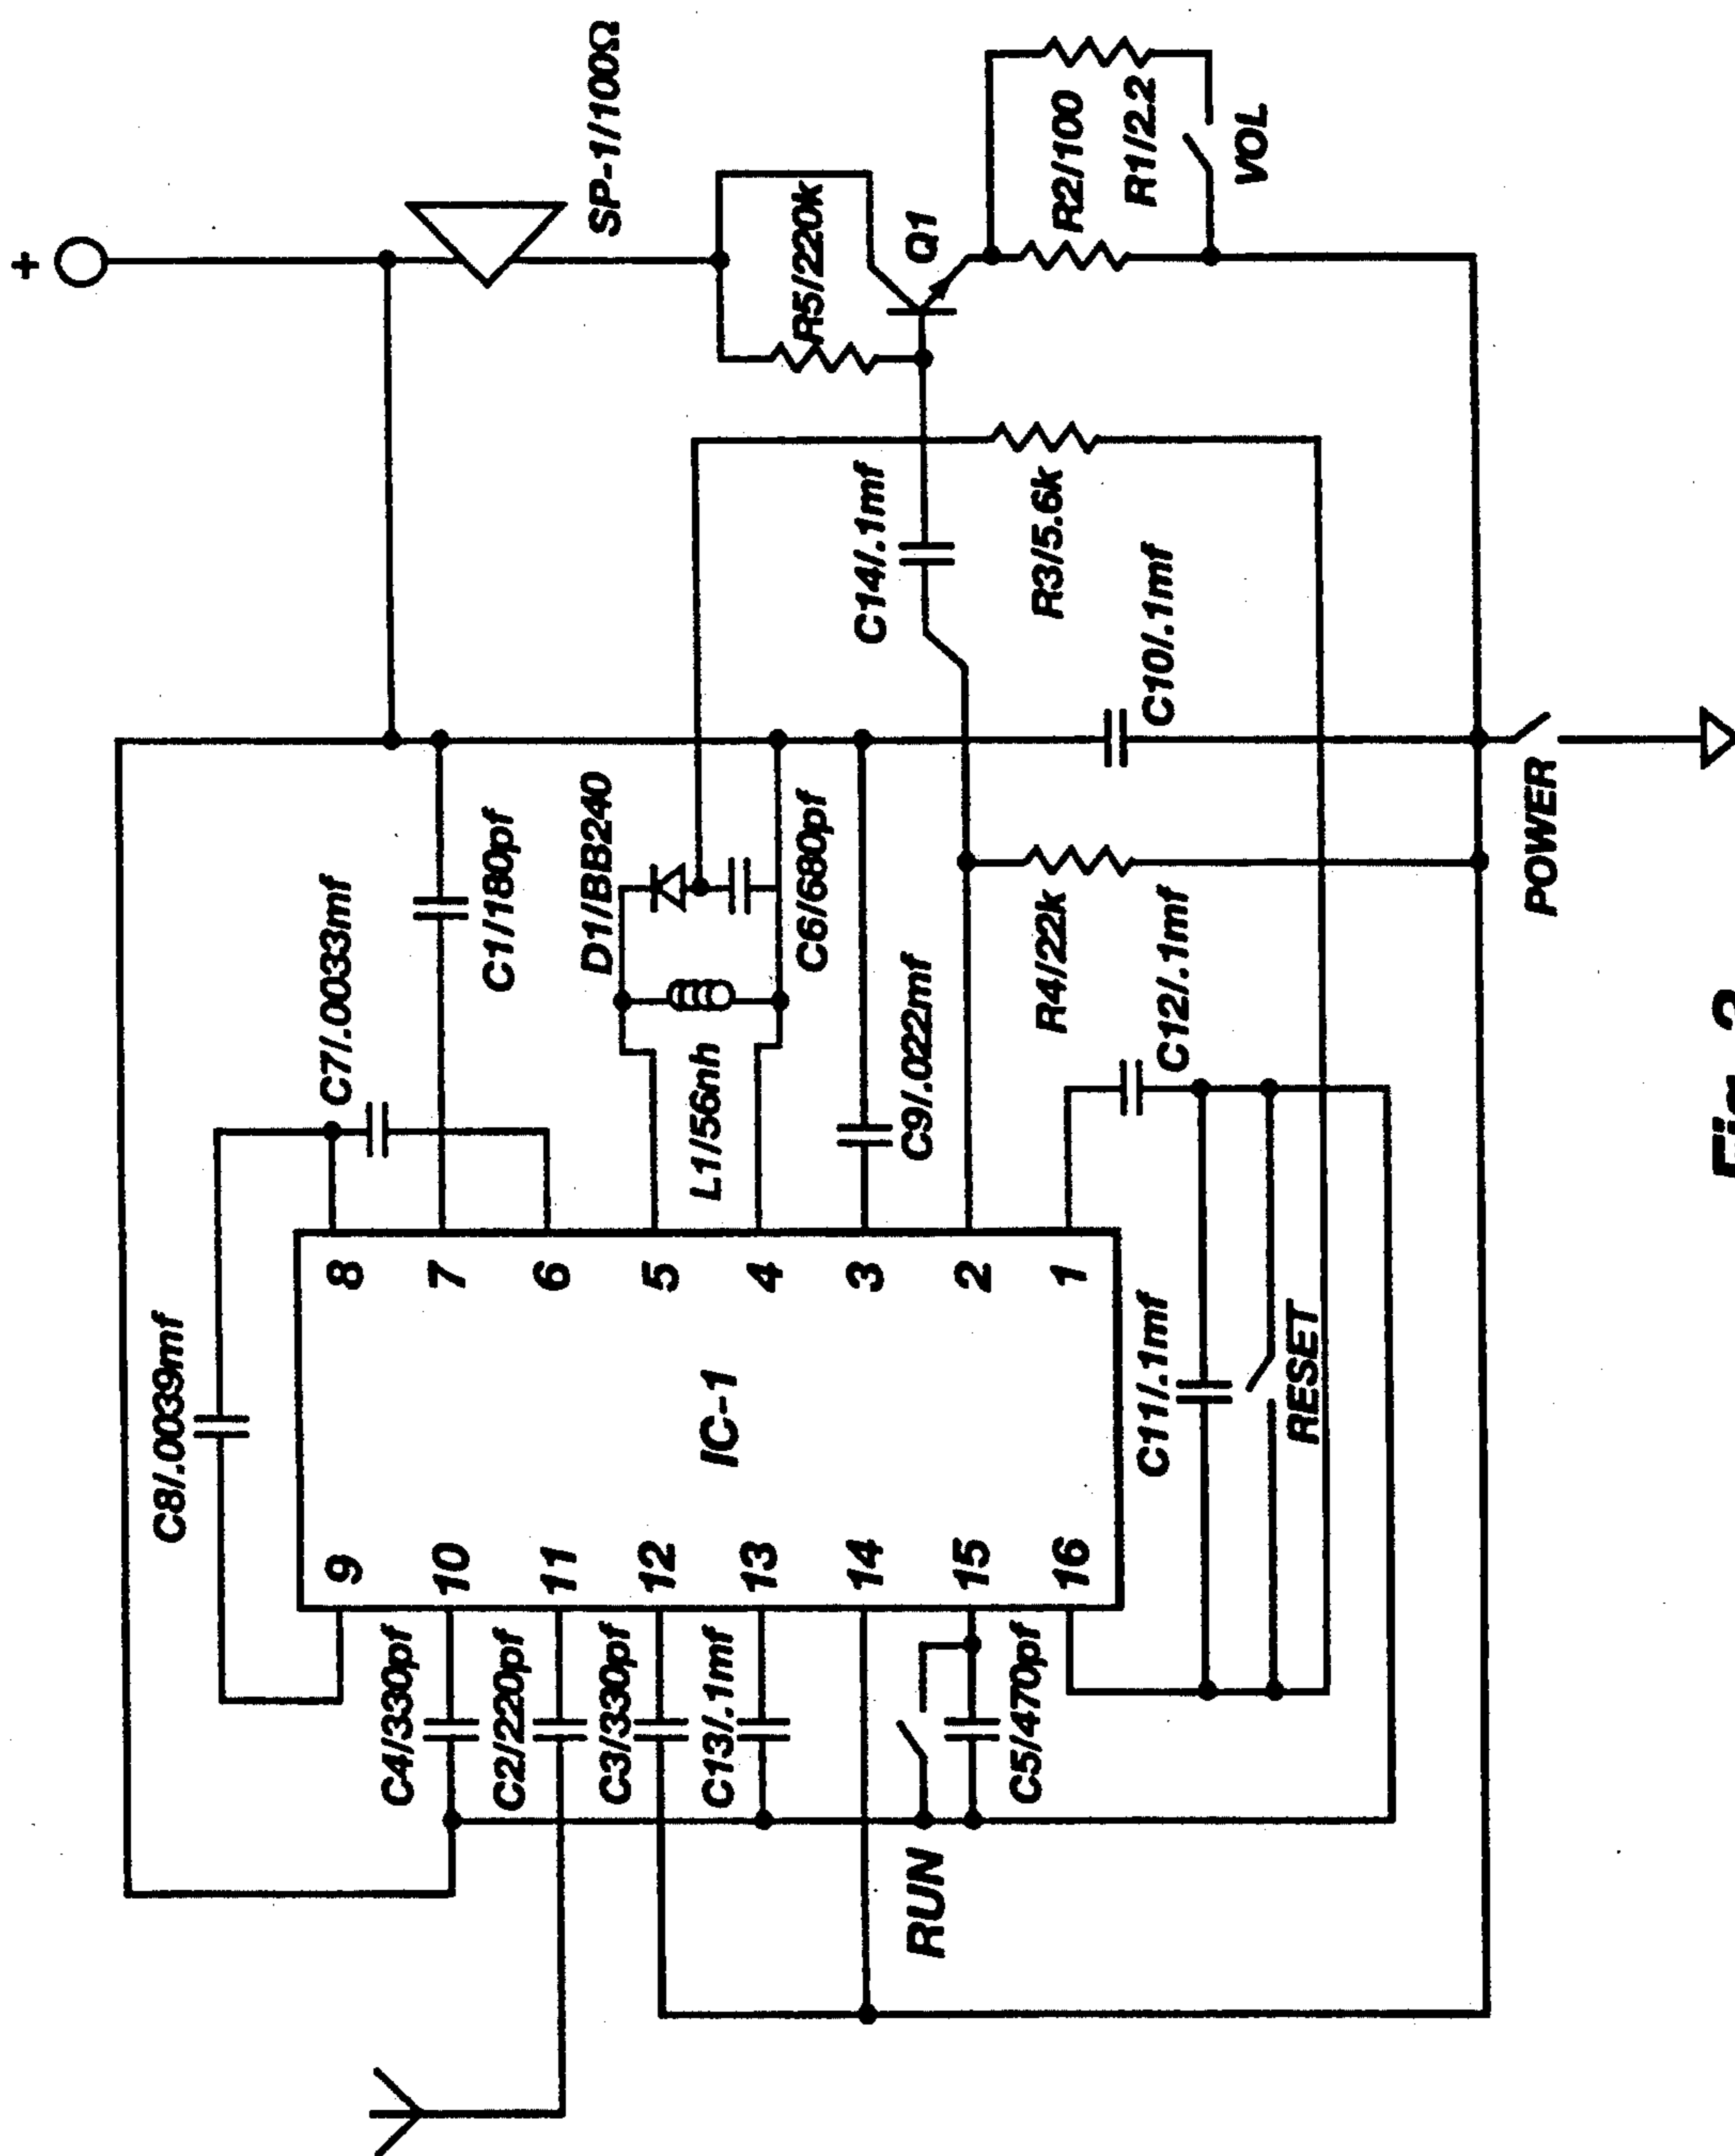 +
SP-1/100Ω
R5/220k
Q1
R2/100
R1/2.2
VOL
C14/.1mf
R3/5.6k
C10/.1mf
C7/.0033mf
C1/180pf
D1/BB240
C6/680pf
L1/56nh
C9/.022mf
R4/22k
C12/.1mf
POWER
C8/.0039mf
8
7
6
5
4
3
2
1
IC-1
9
10
11
12
13
14
15
16
C4/330pf
C2/220pf
C3/330pf
C13/.1mf
C5/470pf
C11/.1mf
RESET
RUN